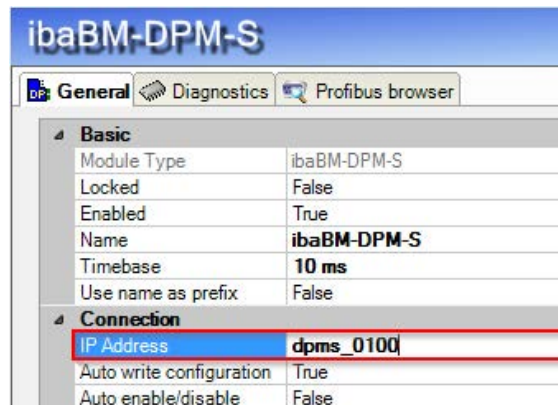 ibaBM-DPM-S
General Diagnostics Profibus browser
Basic
Module Type ibaBM-DPM-S
Locked False
Enabled True
Name ibaBM-DPM-S
Timebase 10 ms
Use name as prefix False
Connection
IP Address dpms_0100
Auto write configuration True
Auto enable/disable False